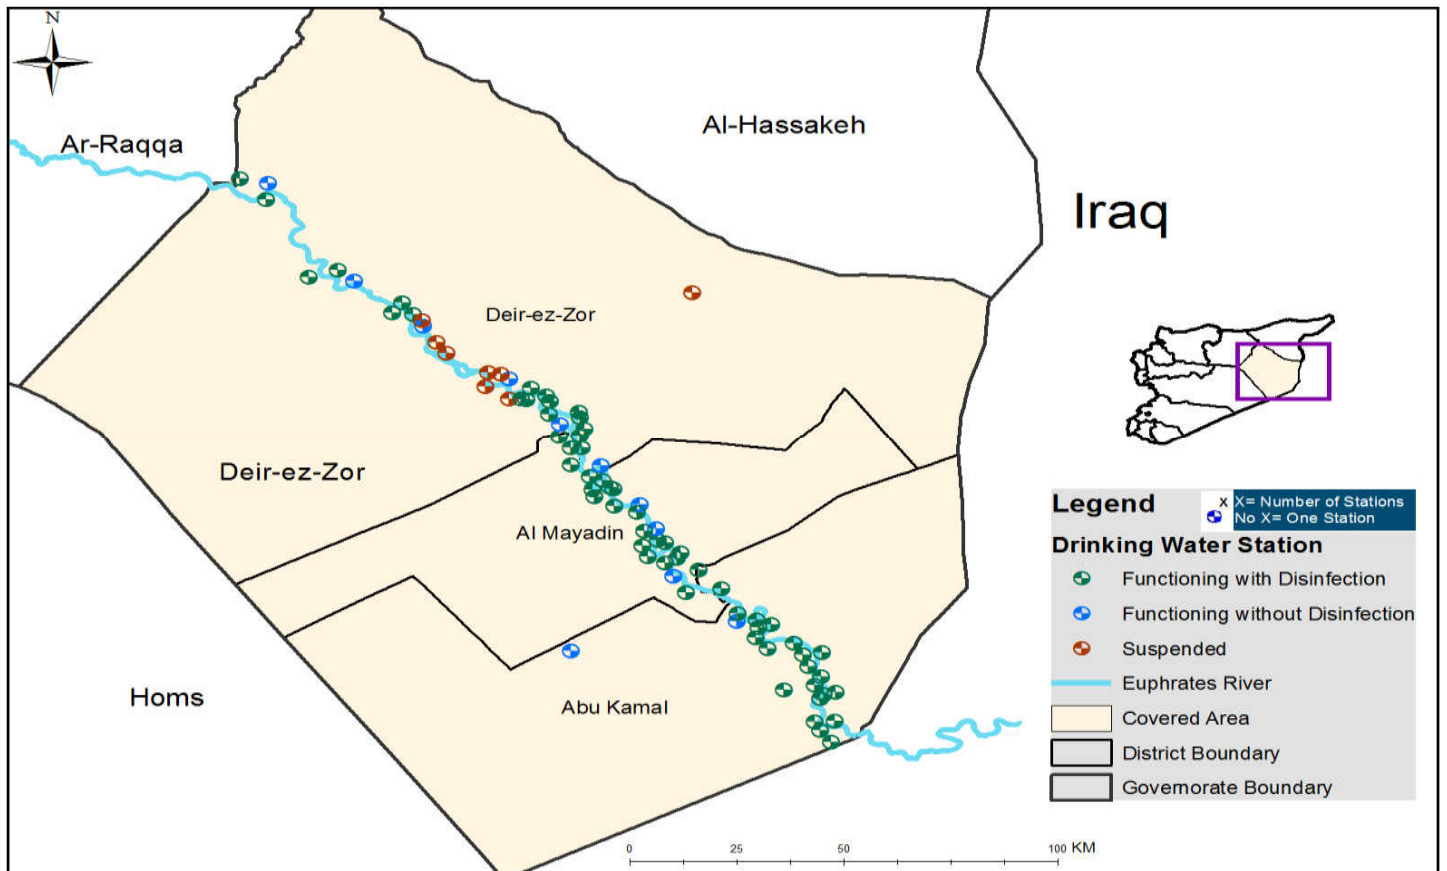 N
Ar-Raqqa
Al-Hassakeh
Iraq
Deir-ez-Zor
Deir-ez-Zor
Al Mayadin
Homs
Abu Kamal
Legend
X X= Number of Stations
No X= One Station
Drinking Water Station
Functioning with Disinfection
Functioning without Disinfection
Suspended
Euphrates River
Covered Area
District Boundary
Governorate Boundary
0 25 50 100 KM